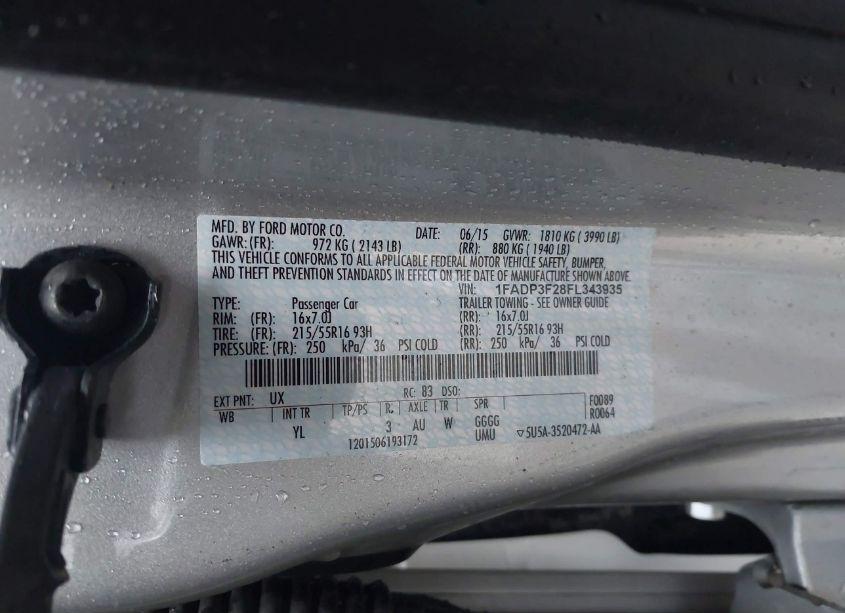 MFD. BY FORD MOTOR CO. DATE: 06/15 GVWR: 1810 KG ( 3990 LB)
GAWR: (FR): 972 KG ( 2143 LB) (RR): 880 KG ( 1940 LB)
THIS VEHICLE CONFORMS TO ALL APPLICABLE FEDERAL MOTOR VEHICLE SAFETY, BUMPER,
AND THEFT PREVENTION STANDARDS IN EFFECT ON THE DATE OF MANUFACTURE SHOWN ABOVE.
VIN: 1FADP3F28FL343935
TYPE: Passenger Car TRAILER TOWING - SEE OWNER GUIDE
RIM: (FR): 16x7.0J (RR): 16x7.0J
TIRE: (FR): 215/55R16 93H (RR): 215/55R16 93H
PRESSURE: (FR): 250 kPa/ 36 PSI COLD (RR): 250 kPa/ 36 PSI COLD
EXT PNT: UX RC: 83 DSO:
WB INT TR TP/PS R. AXLE TR SPR F0089
YL 3 AU W GGGG R0064
1201506193172 UMU ▽5U5A-3520472-AA